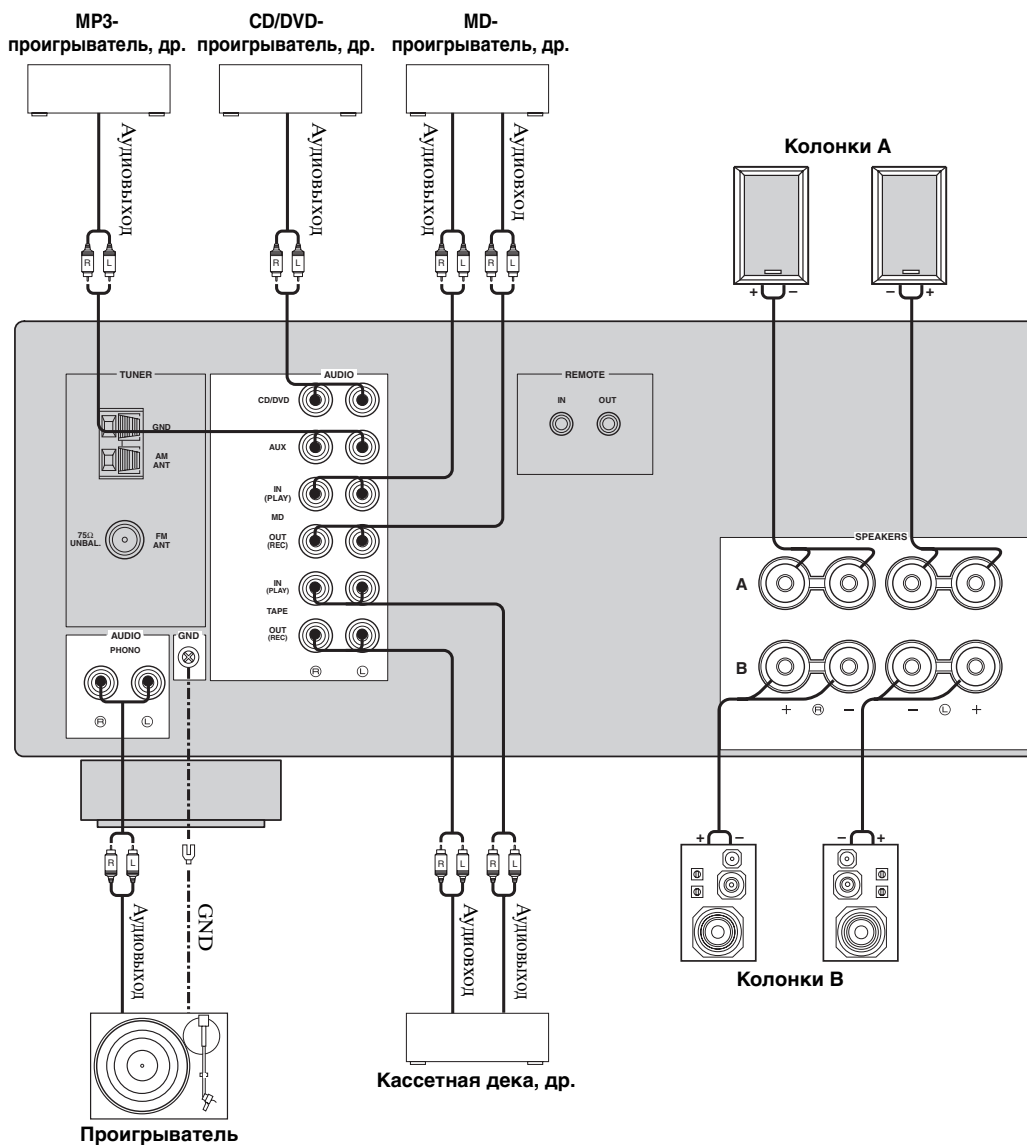 MP3-
проигрыватель, др.
CD/DVD-
проигрыватель, др.
MD-
проигрыватель, др.
Аудиовыход
Аудиовыход
Аудиовыход
Аудиовход
R L
R L
R L
R L
Колонки A
+ − − +
TUNER
GND
AM
ANT
75Ω
UNBAL.
FM
ANT
AUDIO
CD/DVD
AUX
IN
(PLAY)
MD
OUT
(REC)
IN
(PLAY)
TAPE
OUT
(REC)
R L
REMOTE
IN OUT
SPEAKERS
A
B
+ R − − L +
AUDIO
PHONO
R L
GND
R L
R L
R L
Аудиовыход
GND
Аудиовход
Аудиовыход
+ − − +
Колонки B
Кассетная дека, др.
Проигрыватель